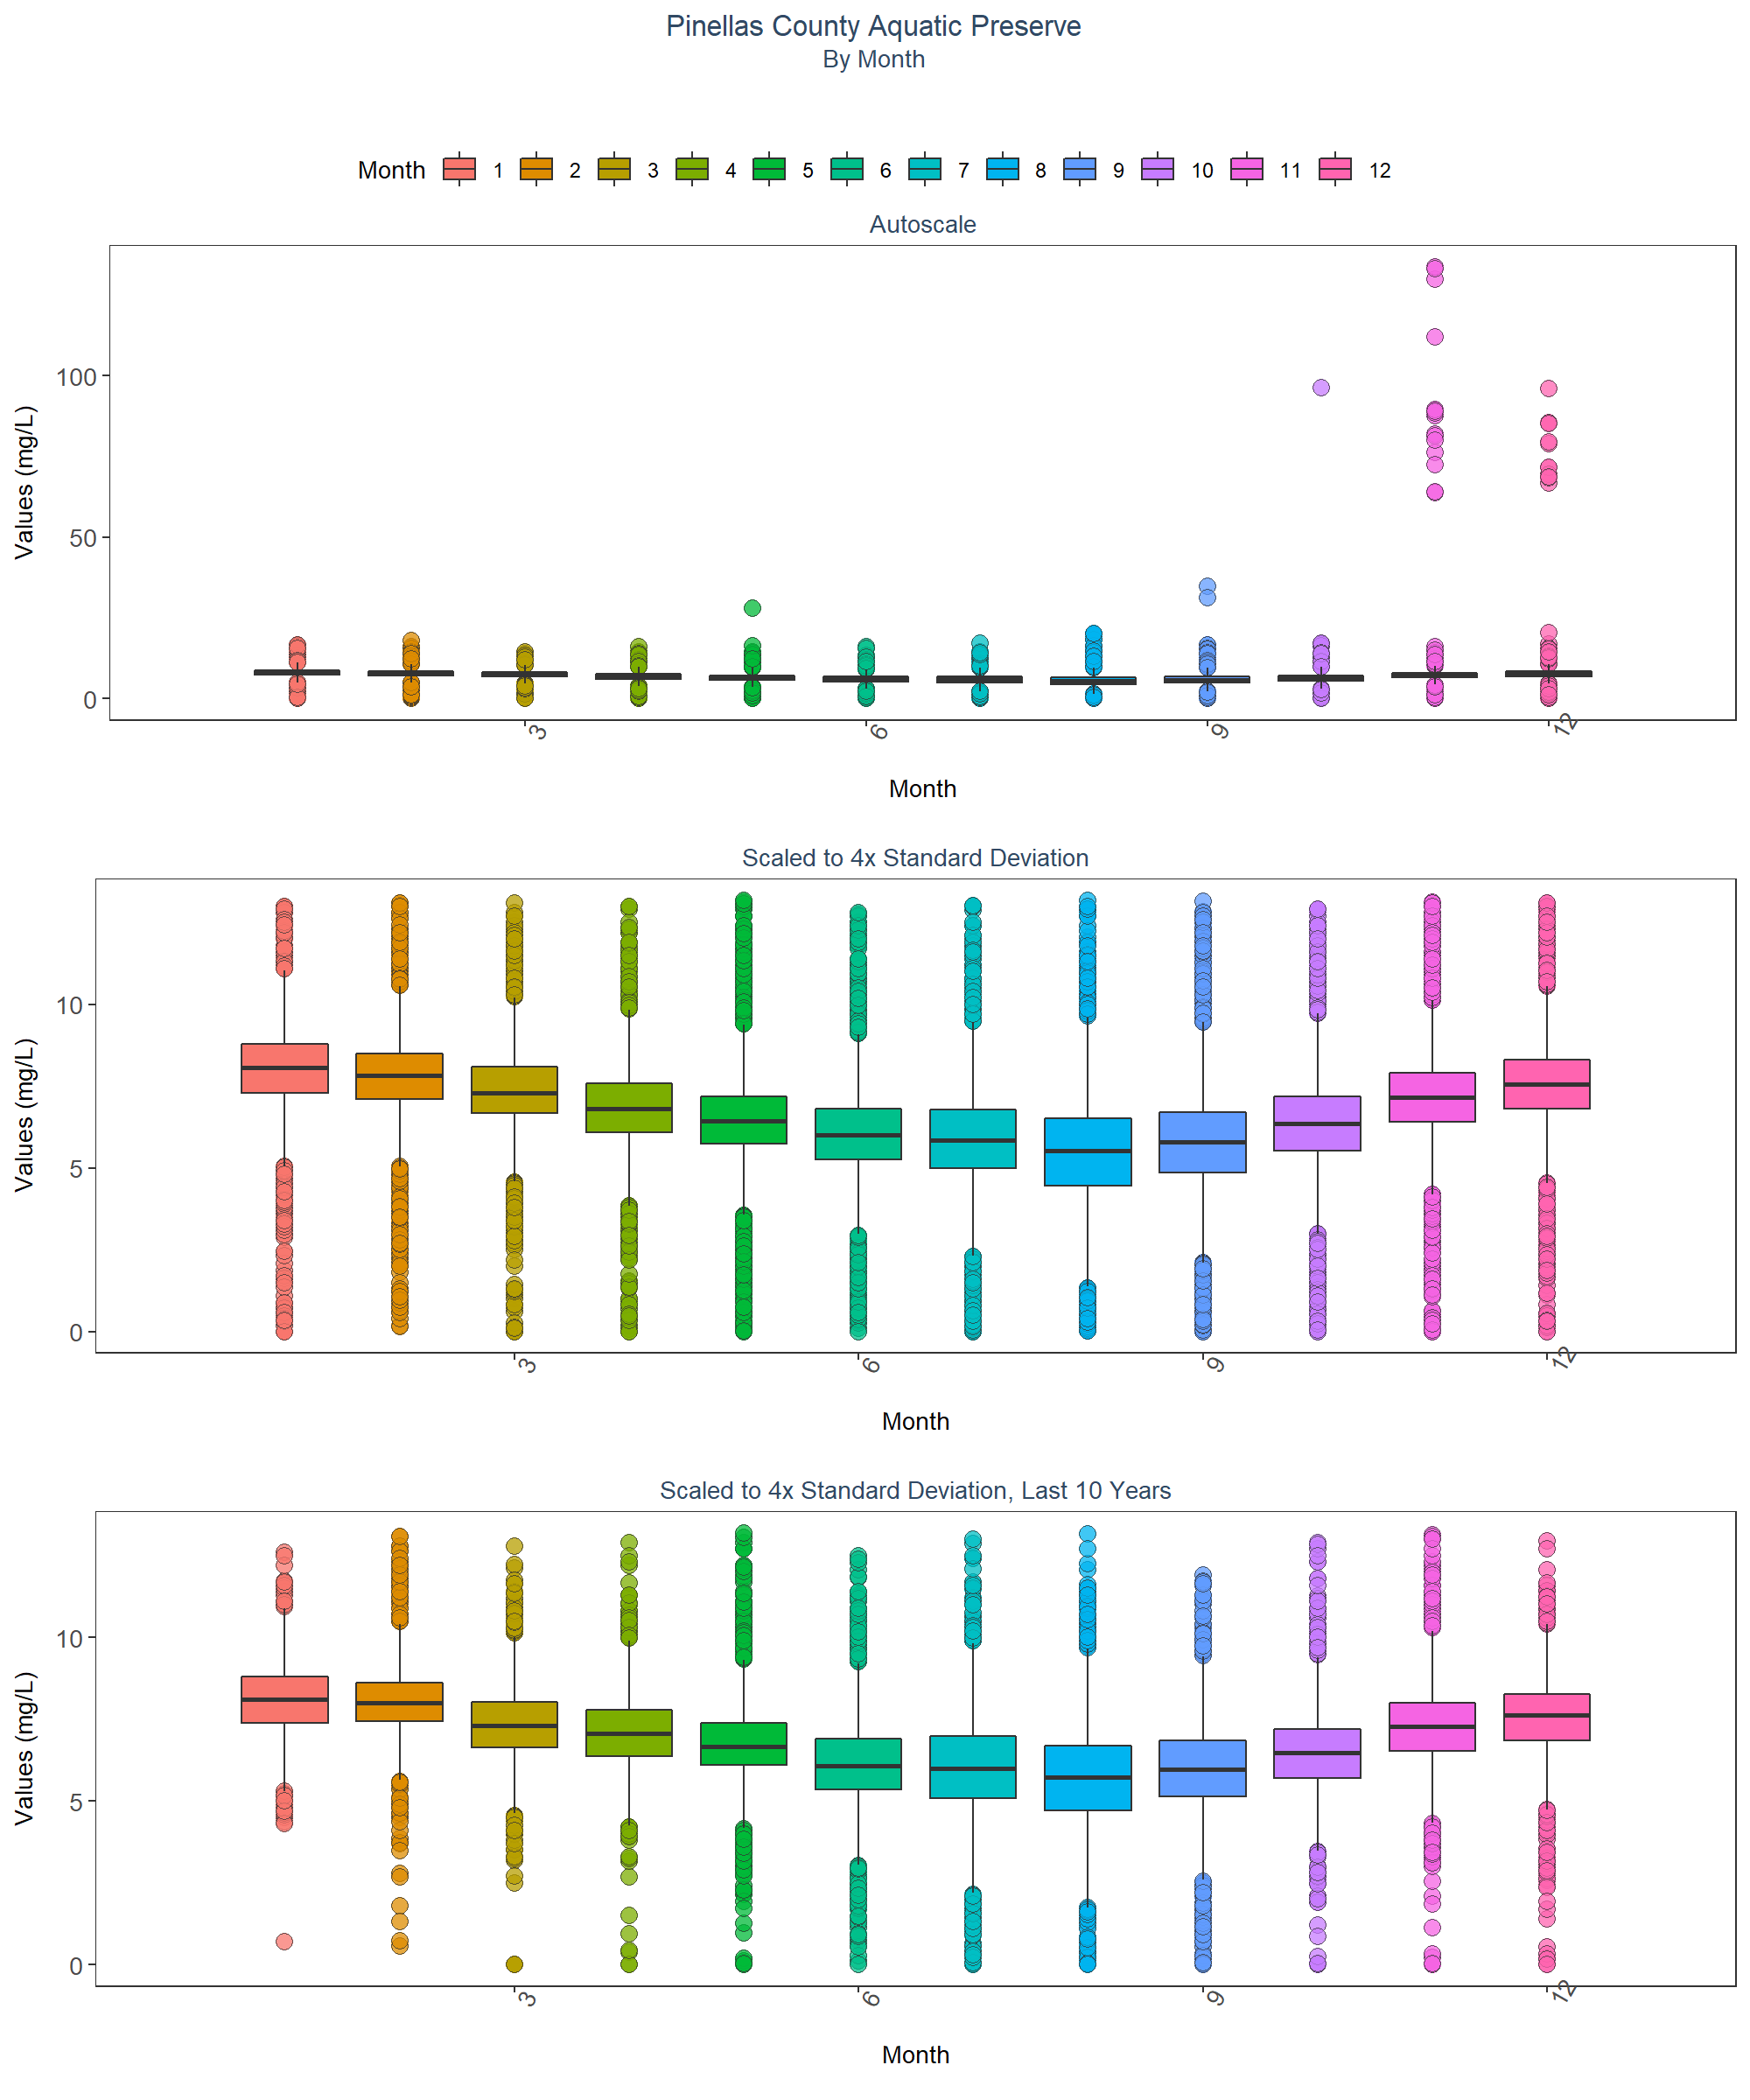 Pinellas County Aquatic Preserve
By Month
Month 1 2 3 4 5 6 7 8 9 10 11 12
Autoscale
Values (mg/L)
100
50
0
3 6 9 12
Month
Scaled to 4x Standard Deviation
Values (mg/L)
10
5
0
3 6 9 12
Month
Scaled to 4x Standard Deviation, Last 10 Years
Values (mg/L)
10
5
0
3 6 9 12
Month